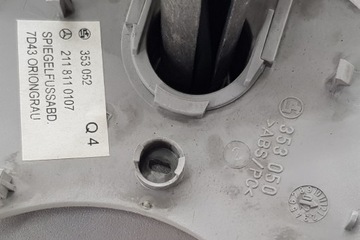 353 052
211 811 0107
SPIEGELFUSSABD.
7D43 ORIONGRAU
Q 4
353 050
>ABS/PC<